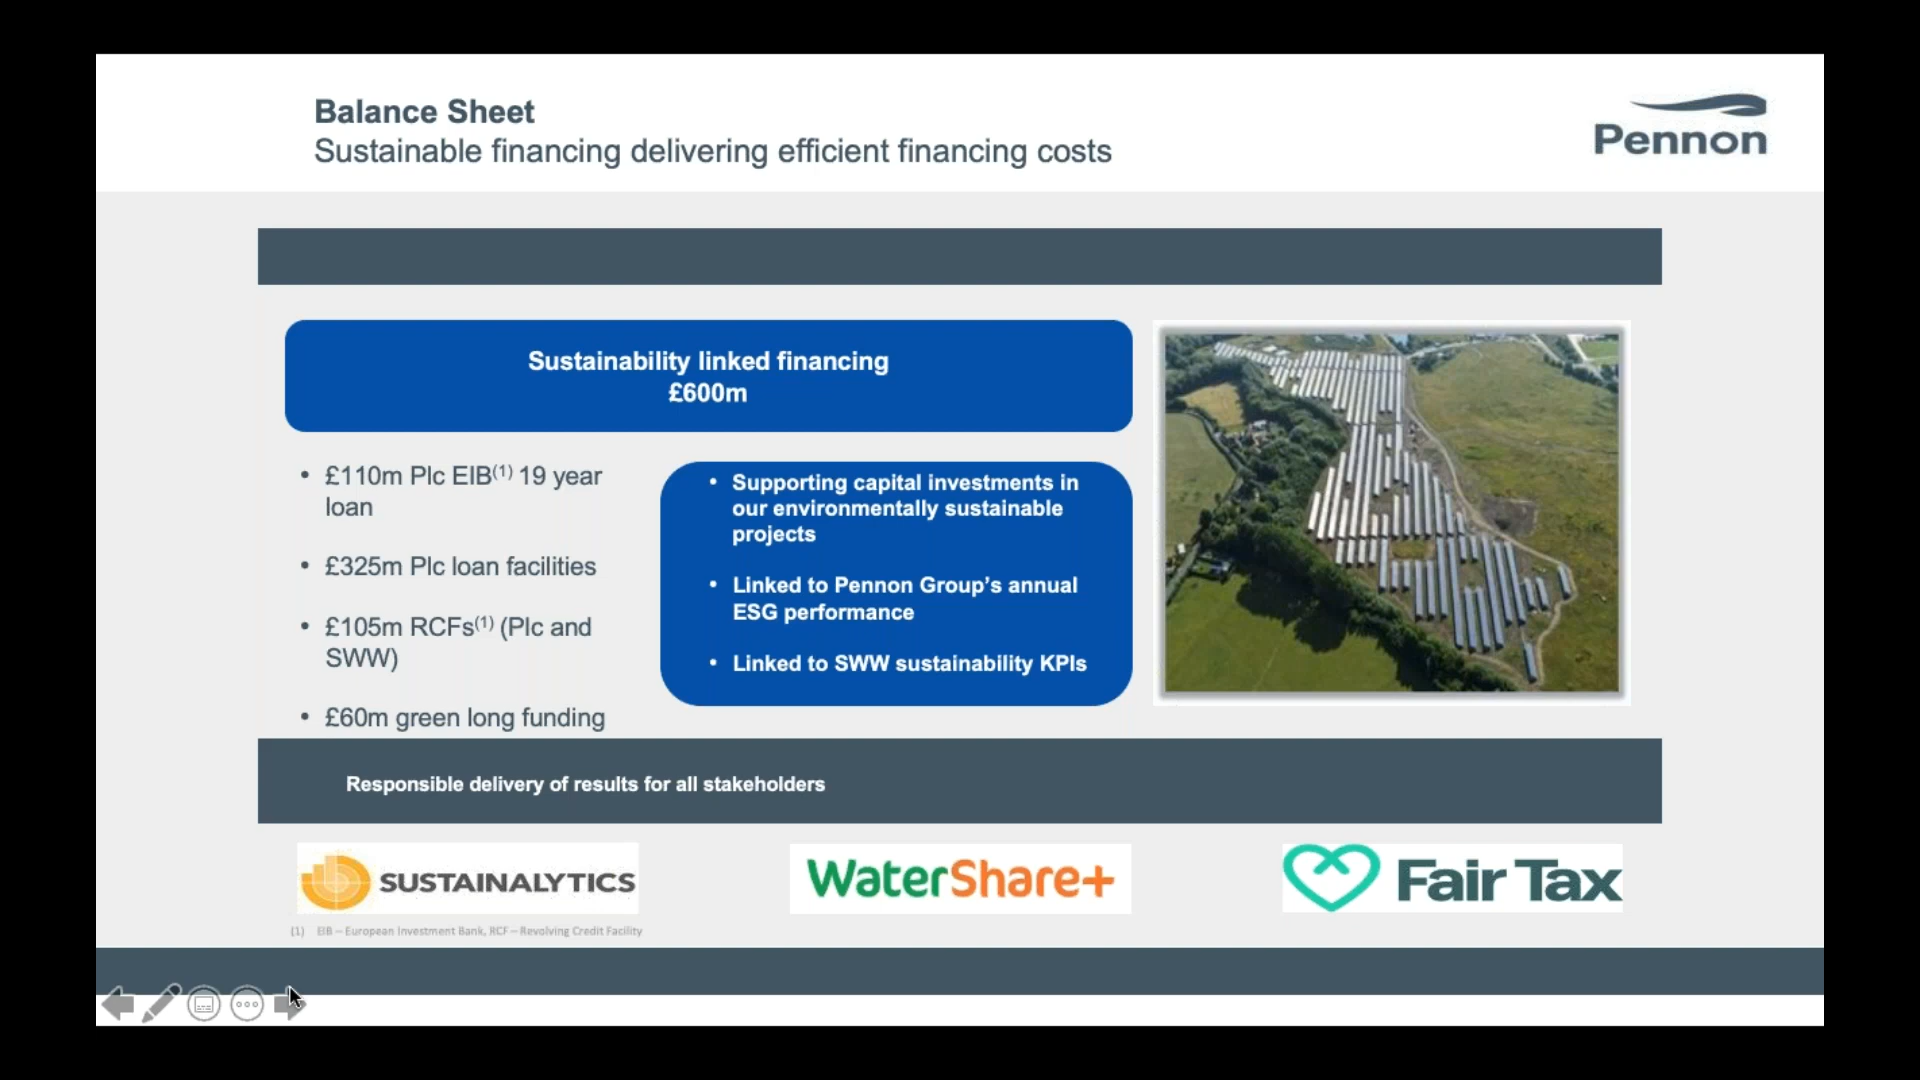 Balance Sheet
Sustainable financing delivering efficient financing costs
Pennon
Sustainability linked financing
£600m
• £110m Plc EIB⁽¹⁾ 19 year
loan
• £325m Plc loan facilities
• £105m RCFs⁽¹⁾ (Plc and
SWW)
• £60m green long funding
• Supporting capital investments in
our environmentally sustainable
projects
• Linked to Pennon Group’s annual
ESG performance
• Linked to SWW sustainability KPIs
Responsible delivery of results for all stakeholders
SUSTAINALYTICS
WaterShare+
Fair Tax
(1) EIB – European Investment Bank, RCF – Revolving Credit Facility